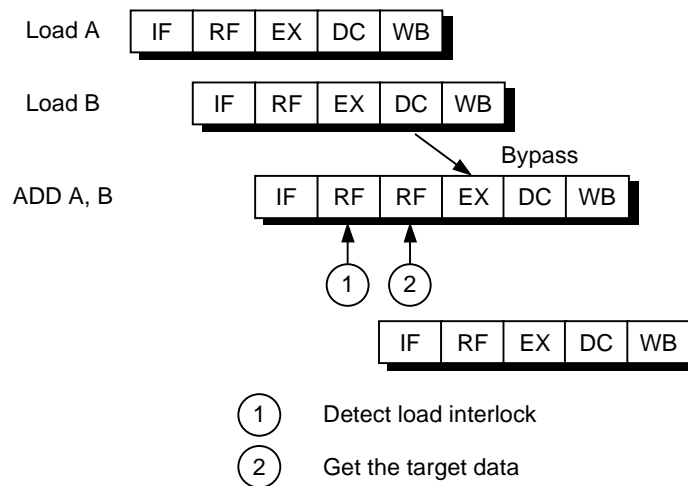 Load A IF RF EX DC WB
Load B IF RF EX DC WB
Bypass
ADD A, B IF RF RF EX DC WB
1 2
IF RF EX DC WB
1 Detect load interlock
2 Get the target data